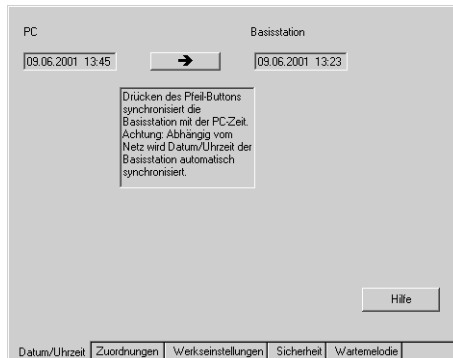 PC Basisstation
09.06.2001 13:45 09.06.2001 13:23
Drücken des Pfeil-Buttons
synchronisiert die
Basisstation mit der PC-Zeit.
Achtung: Abhängig vom
Netz wird Datum/Uhrzeit der
Basisstation automatisch
synchronisiert.
Hilfe
Datum/Uhrzeit Zuordnungen Werkseinstellungen Sicherheit Wartemelodie